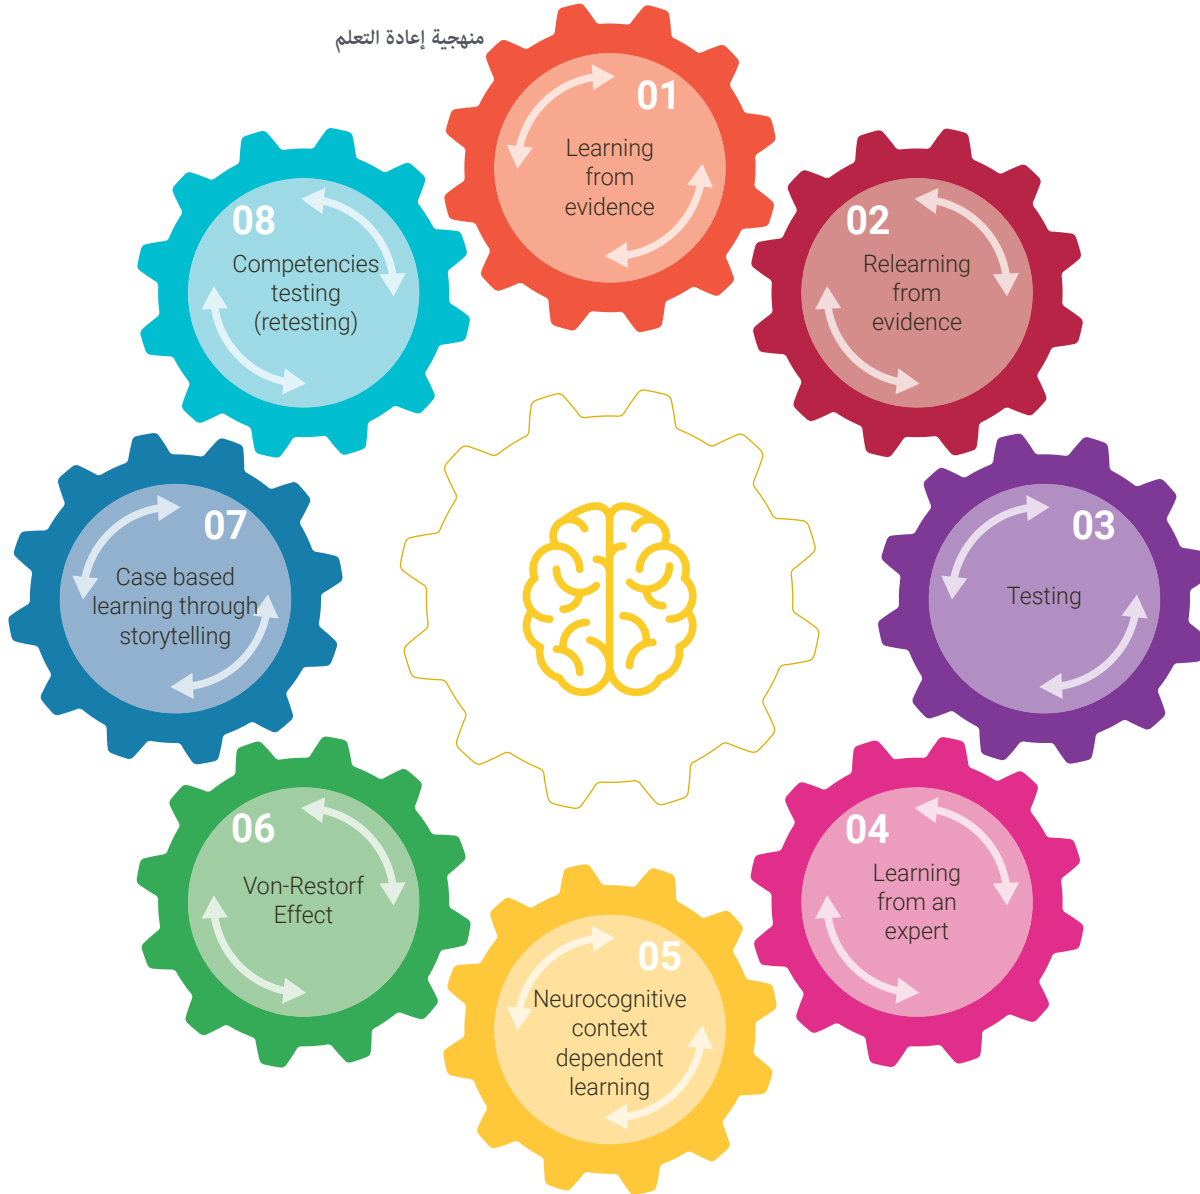 منهجية إعادة التعلم
01
Learning
from
evidence
02
Relearning
from
evidence
03
Testing
04
Learning
from an
expert
05
Neurocognitive
context
dependent
learning
06
Von-Restorf
Effect
07
Case based
learning through
storytelling
08
Competencies
testing
(retesting)